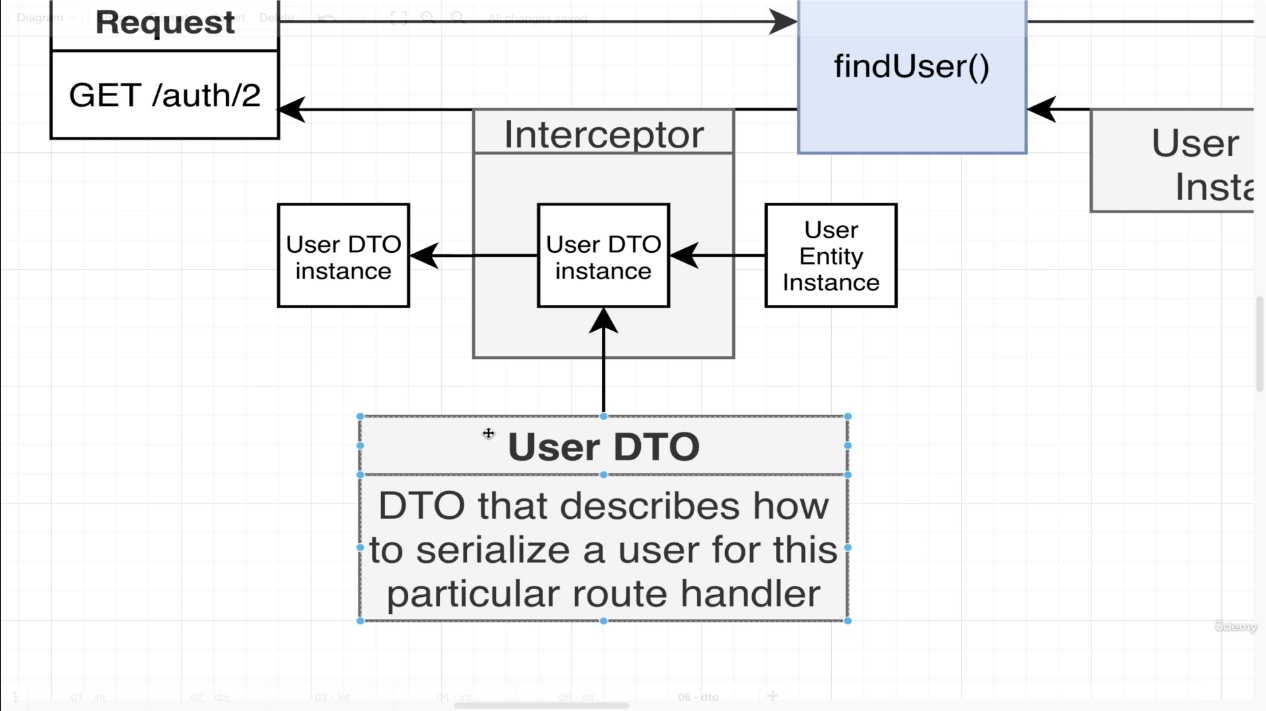 Diagram
Request
Delete
All changes saved
GET /auth/2
findUser()
Interceptor
User
Insta
User DTO
instance
User DTO
instance
User
Entity
Instance
User DTO
DTO that describes how
to serialize a user for this
particular route handler
ûdemy
01 - int
02 - dto
03 - int
04 - int
05 - int
06 - dto